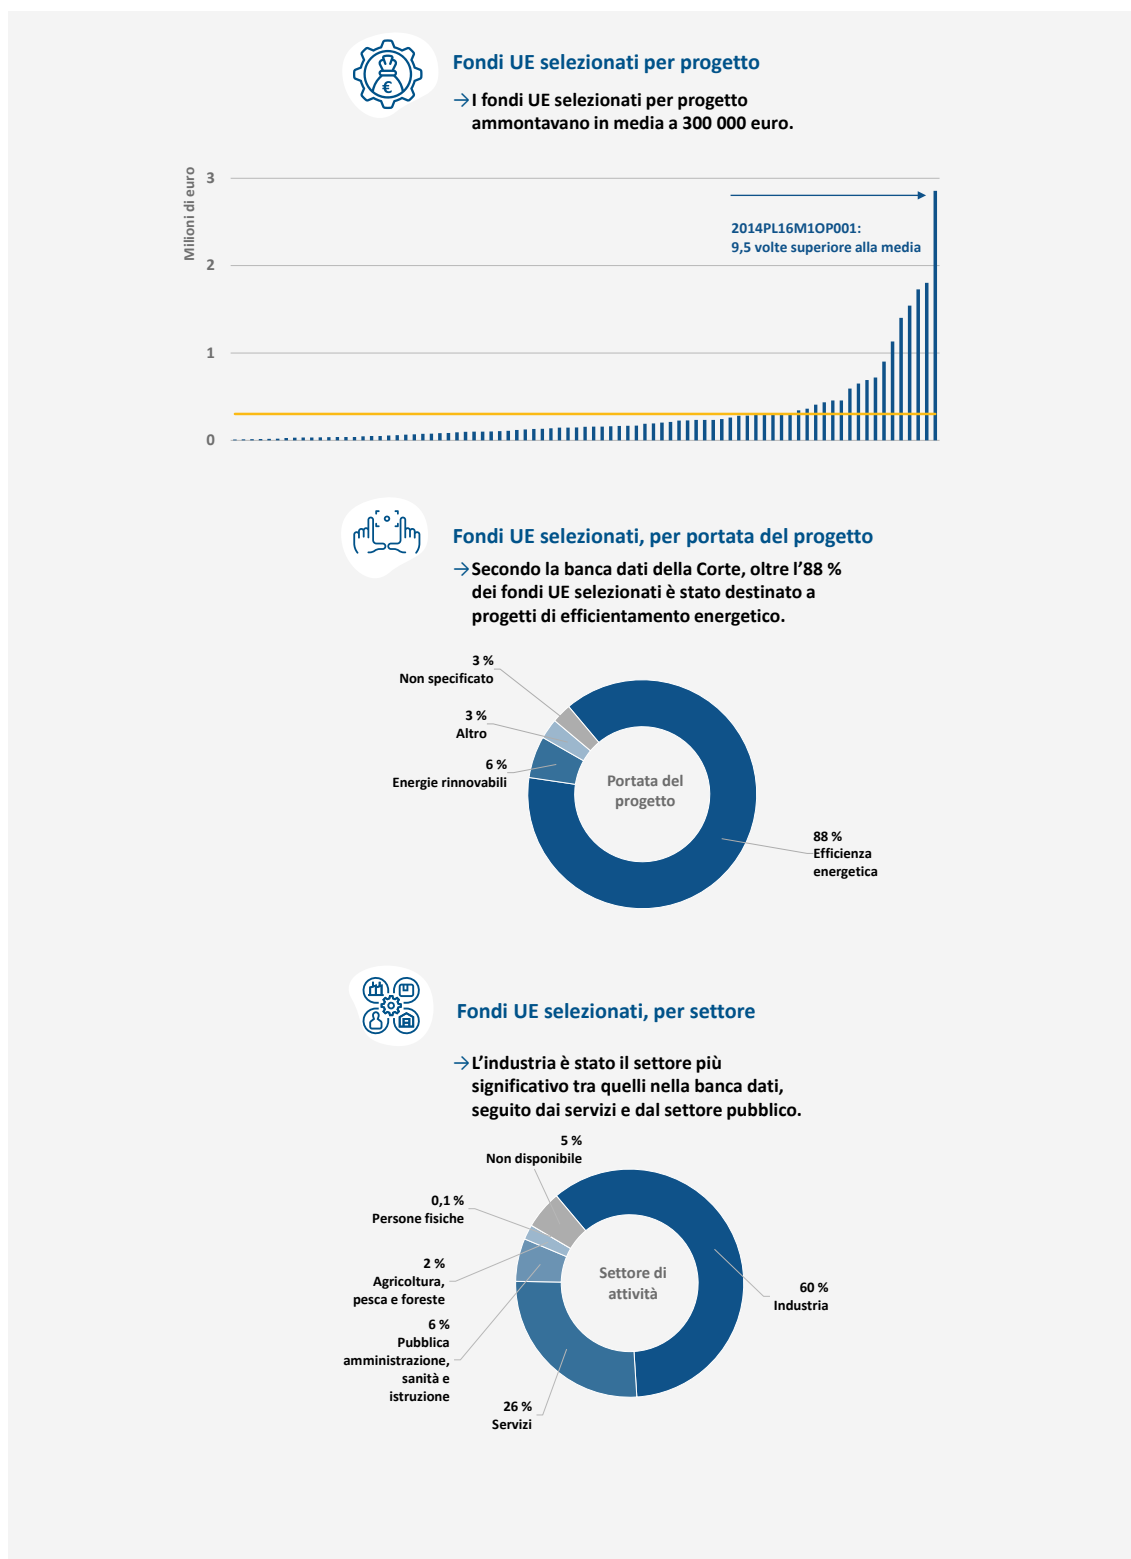 Fondi UE selezionati per progetto
→I fondi UE selezionati per progetto
ammontavano in media a 300 000 euro.
Milioni di euro
3
2
1
0
2014PL16M1OP001:
9,5 volte superiore alla media
Fondi UE selezionati, per portata del progetto
→Secondo la banca dati della Corte, oltre l’88 %
dei fondi UE selezionati è stato destinato a
progetti di efficientamento energetico.
3 %
Non specificato
3 %
Altro
6 %
Energie rinnovabili
Portata del
progetto
88 %
Efficienza
energetica
Fondi UE selezionati, per settore
→L’industria è stato il settore più
significativo tra quelli nella banca dati,
seguito dai servizi e dal settore pubblico.
5 %
Non disponibile
0,1 %
Persone fisiche
2 %
Agricoltura,
pesca e foreste
6 %
Pubblica
amministrazione,
sanità e
istruzione
26 %
Servizi
Settore di
attività
60 %
Industria
€